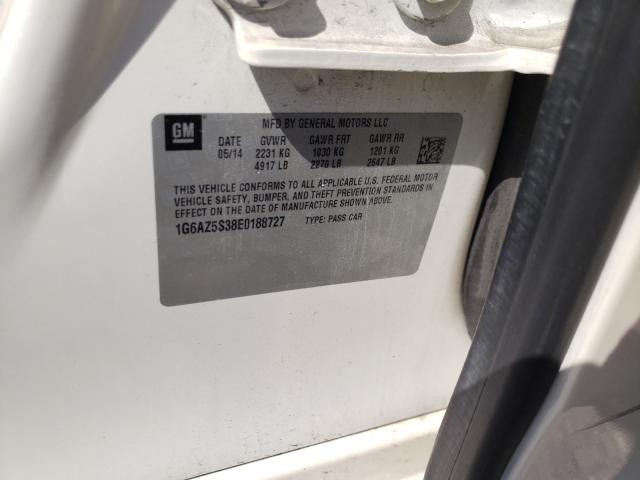 GM
MFD BY GENERAL MOTORS LLC
DATE GVWR GAWR FRT GAWR RR
05/14 2231 KG 1030 KG 1201 KG
4917 LB 2270 LB 2647 LB
THIS VEHICLE CONFORMS TO ALL APPLICABLE U.S. FEDERAL MOTOR
VEHICLE SAFETY, BUMPER, AND THEFT PREVENTION STANDARDS IN
EFFECT ON THE DATE OF MANUFACTURE SHOWN ABOVE.
1G6AZ5S38E0188727 TYPE: PASS CAR